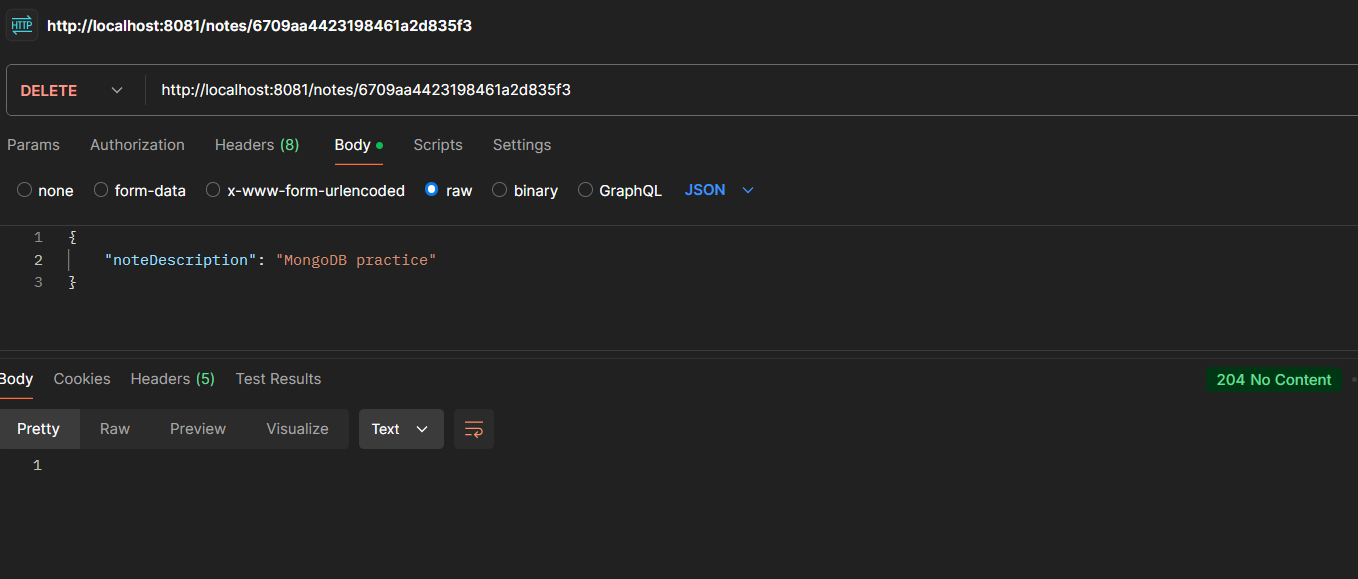 HTTP http://localhost:8081/notes/6709aa4423198461a2d835f3
DELETE http://localhost:8081/notes/6709aa4423198461a2d835f3
Params Authorization Headers (8) Body Scripts Settings
none form-data x-www-form-urlencoded raw binary GraphQL JSON
1 {
2 "noteDescription": "MongoDB practice"
3 }
Body Cookies Headers (5) Test Results 204 No Content
Pretty Raw Preview Visualize Text
1